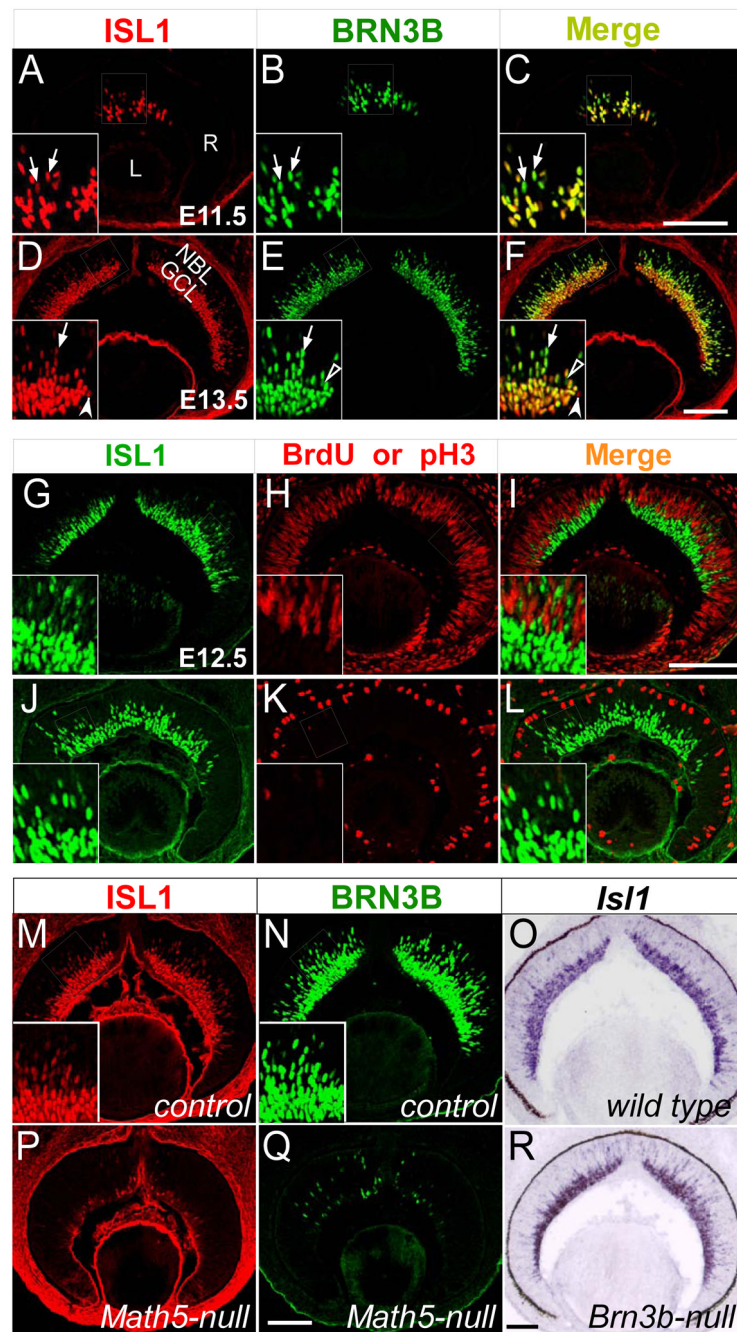 ISL1 BRN3B Merge
A B C
L R
E11.5
D E F
NBL
GCL
E13.5
ISL1 BrdU or pH3 Merge
G H I
E12.5
J K L
ISL1 BRN3B Isl1
M N O
control control wild type
P Q R
Math5-null Math5-null Brn3b-null